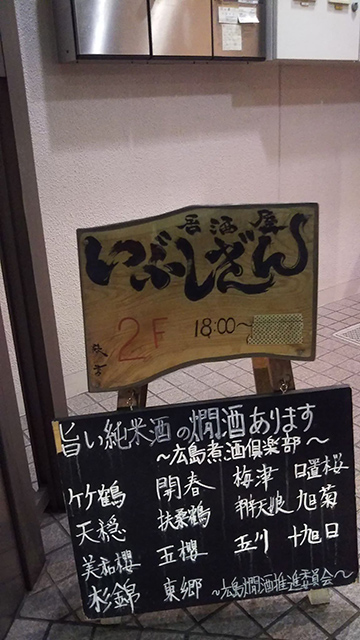 居酒屋
いぶしぎん
2F 18:00〜
旨い純米酒の燗酒あります
〜広島煮酒倶楽部〜
竹鶴 開春 梅津 日置桜
天穏 扶桑鶴 辨天娘 旭菊
美和櫻 五櫻 玉川 十旭日
杉錦 東郷 〜広島燗酒推進委員会〜